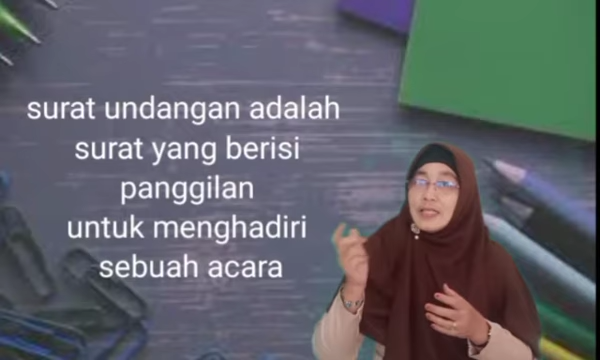 surat undangan adalah
surat yang berisi
panggilan
untuk menghadiri
sebuah acara